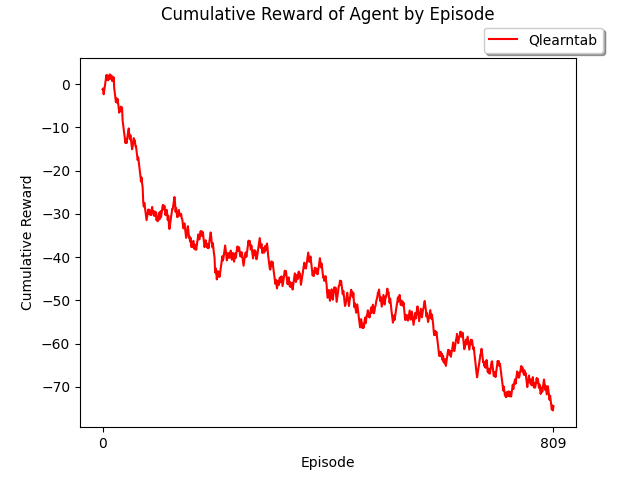 Cumulative Reward of Agent by Episode
Qlearntab
0
−10
−20
−30
−40
−50
−60
−70
Cumulative Reward
0 809
Episode